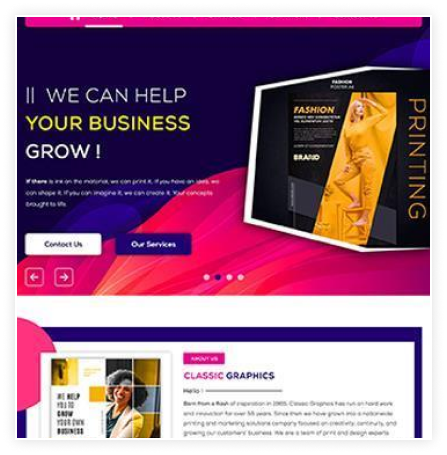 || WE CAN HELP
YOUR BUSINESS
GROW !
If there is ink on the material, we can print it. If you have an idea, we
can shape it. If you can imagine it, we can create it. Your concepts
brought to life.
Contact Us
Our Services
FASHION
POSTER A4
FASHION
BRAND
PRINTING
WE HELP
YOU TO
GROW
YOUR OWN
BUSINESS
ABOUT US
CLASSIC GRAPHICS
Hello !
Born from a flash of inspiration in 1965, Classic Graphics has run on hard work
and innovation for over 55 years. Since then we have grown into a nationwide
printing and marketing solutions company focused on creativity, continuity, and
growing our customers' business. We are a team of print and design experts